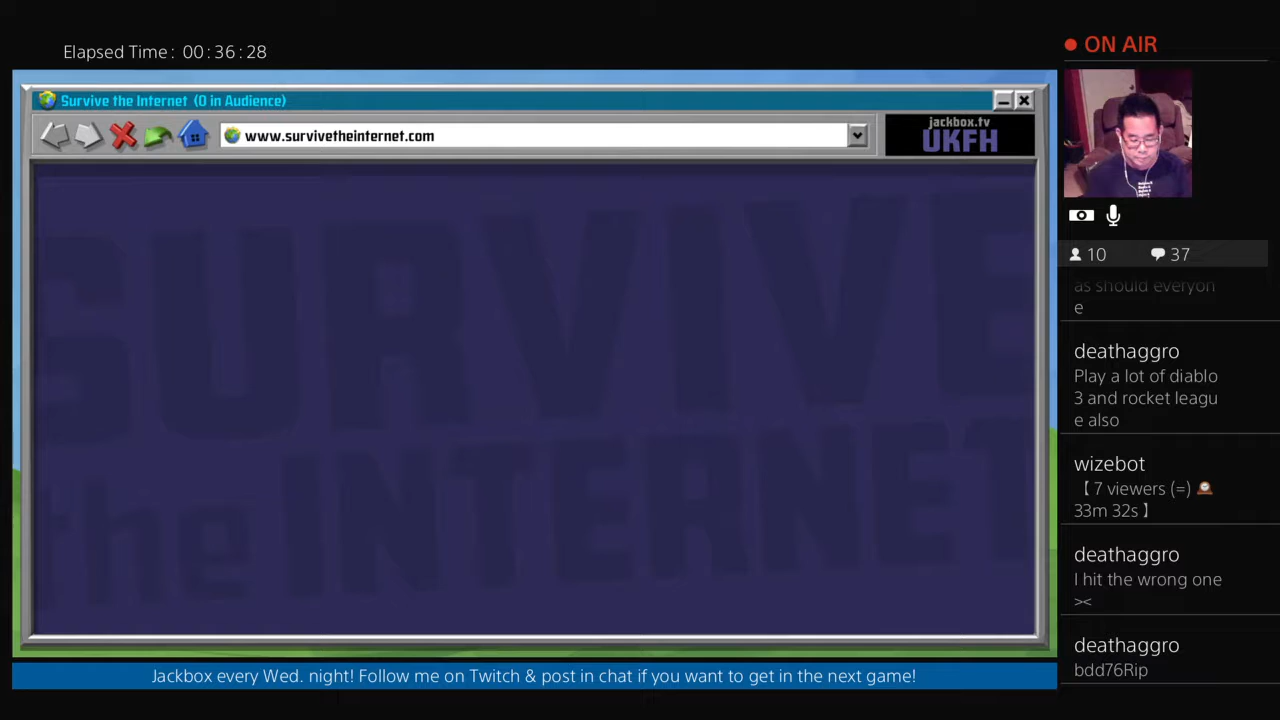 Elapsed Time: 00:36:28
ON AIR
Survive the Internet (0 in Audience)
www.survivetheinternet.com
jackbox.tv
UKFH
SURVIVE
the INTERNET
10
37
as should everyon
e
deathaggro
Play a lot of diablo
3 and rocket leagu
e also
wizebot
【7 viewers (=) 🕰
33m 32s】
deathaggro
I hit the wrong one
><
deathaggro
bdd76Rip
Jackbox every Wed. night! Follow me on Twitch & post in chat if you want to get in the next game!